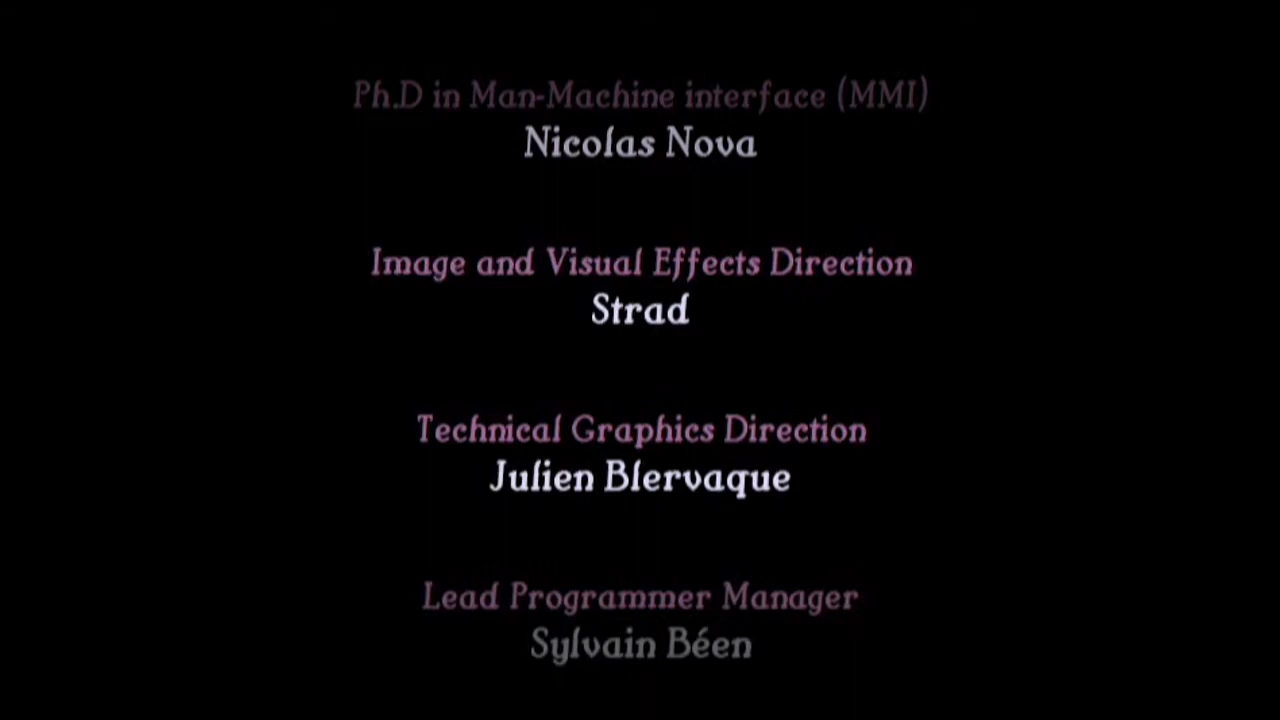 Ph.D in Man-Machine interface (MMI)
Nicolas Nova
Image and Visual Effects Direction
Strad
Technical Graphics Direction
Julien Blervaque
Lead Programmer Manager
Sylvain Béen